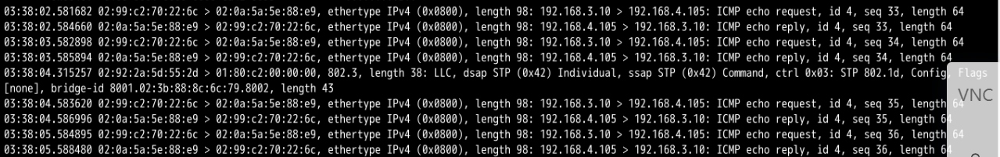 03:38:02.581682 02:99:c2:70:22:6c > 02:0a:5a:5e:88:e9, ethertype IPv4 (0x0800), length 98: 192.168.3.10 > 192.168.4.105: ICMP echo request, id 4, seq 33, length 64
03:38:02.584660 02:0a:5a:5e:88:e9 > 02:99:c2:70:22:6c, ethertype IPv4 (0x0800), length 98: 192.168.4.105 > 192.168.3.10: ICMP echo reply, id 4, seq 33, length 64
03:38:03.582898 02:99:c2:70:22:6c > 02:0a:5a:5e:88:e9, ethertype IPv4 (0x0800), length 98: 192.168.3.10 > 192.168.4.105: ICMP echo request, id 4, seq 34, length 64
03:38:03.585894 02:0a:5a:5e:88:e9 > 02:99:c2:70:22:6c, ethertype IPv4 (0x0800), length 98: 192.168.4.105 > 192.168.3.10: ICMP echo reply, id 4, seq 34, length 64
03:38:04.315257 02:92:2a:5d:55:2d > 01:80:c2:00:00:00, 802.3, length 38: LLC, dsap STP (0x42) Individual, ssap STP (0x42) Command, ctrl 0x03: STP 802.1d, Config, Flags
[none], bridge-id 8001.02:3b:88:8c:6c:79.8002, length 43
VNC
03:38:04.583620 02:99:c2:70:22:6c > 02:0a:5a:5e:88:e9, ethertype IPv4 (0x0800), length 98: 192.168.3.10 > 192.168.4.105: ICMP echo request, id 4, seq 35, length 64
03:38:04.586996 02:0a:5a:5e:88:e9 > 02:99:c2:70:22:6c, ethertype IPv4 (0x0800), length 98: 192.168.4.105 > 192.168.3.10: ICMP echo reply, id 4, seq 35, length 64
03:38:05.584895 02:99:c2:70:22:6c > 02:0a:5a:5e:88:e9, ethertype IPv4 (0x0800), length 98: 192.168.3.10 > 192.168.4.105: ICMP echo request, id 4, seq 36, length 64
03:38:05.588480 02:0a:5a:5e:88:e9 > 02:99:c2:70:22:6c, ethertype IPv4 (0x0800), length 98: 192.168.4.105 > 192.168.3.10: ICMP echo reply, id 4, seq 36, length 64